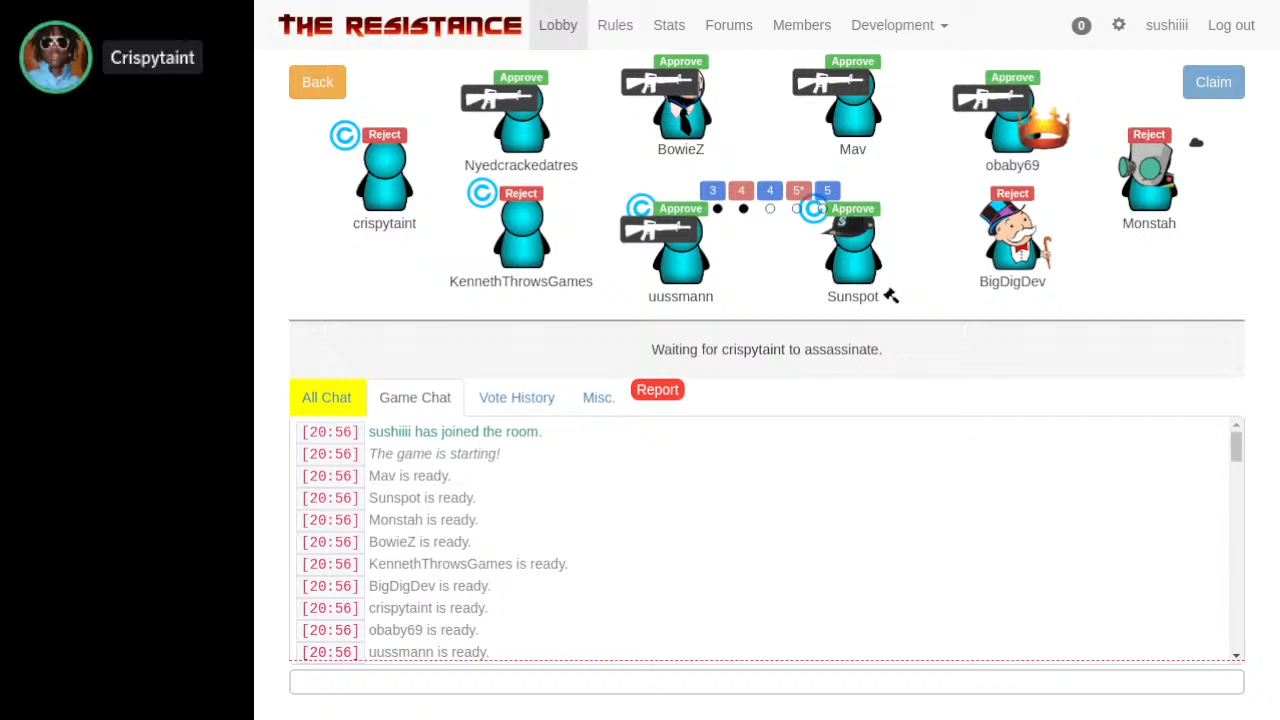 Crispytaint
THE RESISTANCE
Lobby
Rules
Stats
Forums
Members
Development
0
sushiiii
Log out
Back
Claim
Approve
Approve
Approve
Approve
Reject
Reject
Nyedcrackedatres
BowieZ
Mav
obaby69
crispytaint
Monstah
3 4 4 5* 5
Reject
Approve
Approve
Reject
KennethThrowsGames
uussmann
Sunspot
BigDigDev
S
Waiting for crispytaint to assassinate.
All Chat
Game Chat
Vote History
Misc.
Report
[20:56] sushiiii has joined the room.
[20:56] The game is starting!
[20:56] Mav is ready.
[20:56] Sunspot is ready.
[20:56] Monstah is ready.
[20:56] BowieZ is ready.
[20:56] KennethThrowsGames is ready.
[20:56] BigDigDev is ready.
[20:56] crispytaint is ready.
[20:56] obaby69 is ready.
[20:56] uussmann is ready.